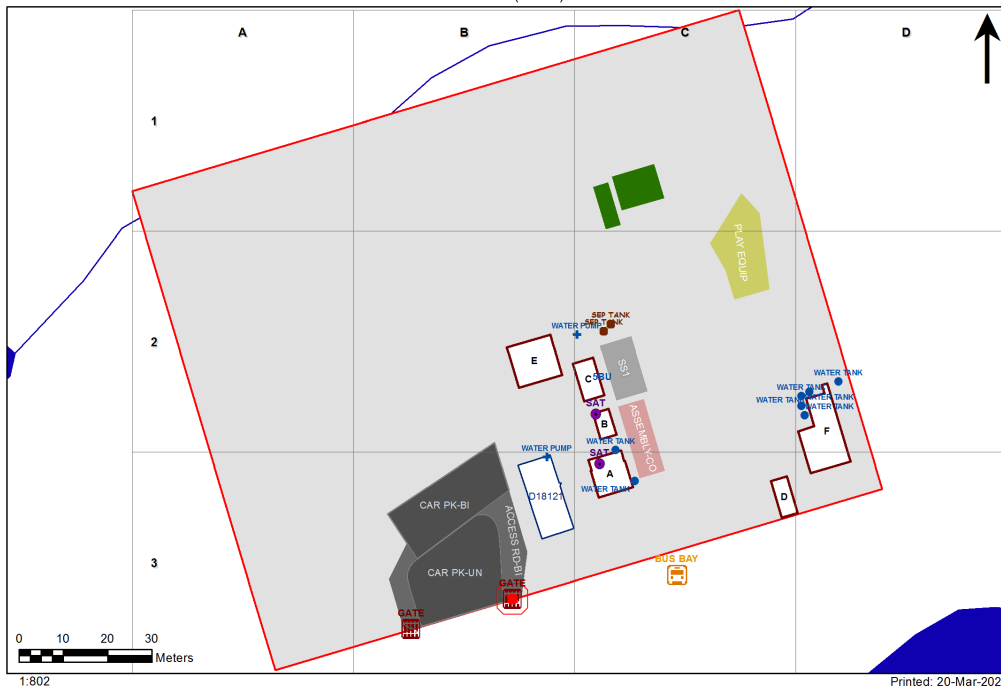 A
B
C
D
1
PLAY EQUIP
SEP TANK
SEP TANK
WATER PUMP
2
E
SS1
C
5BU
WATER TANK
WATER TANK
WATER TANK
WATER TANK
WATER TANK
SAT
B
F
ASSEMBLY-CO
WATER TANK
WATER PUMP
SAT
A
WATER TANK
D18121
D
CAR PK-BI
ACCESS RD-BI
BUS BAY
3
CAR PK-UN
GATE
GATE
0 10 20 30
Meters
1:802
Printed: 20-Mar-202